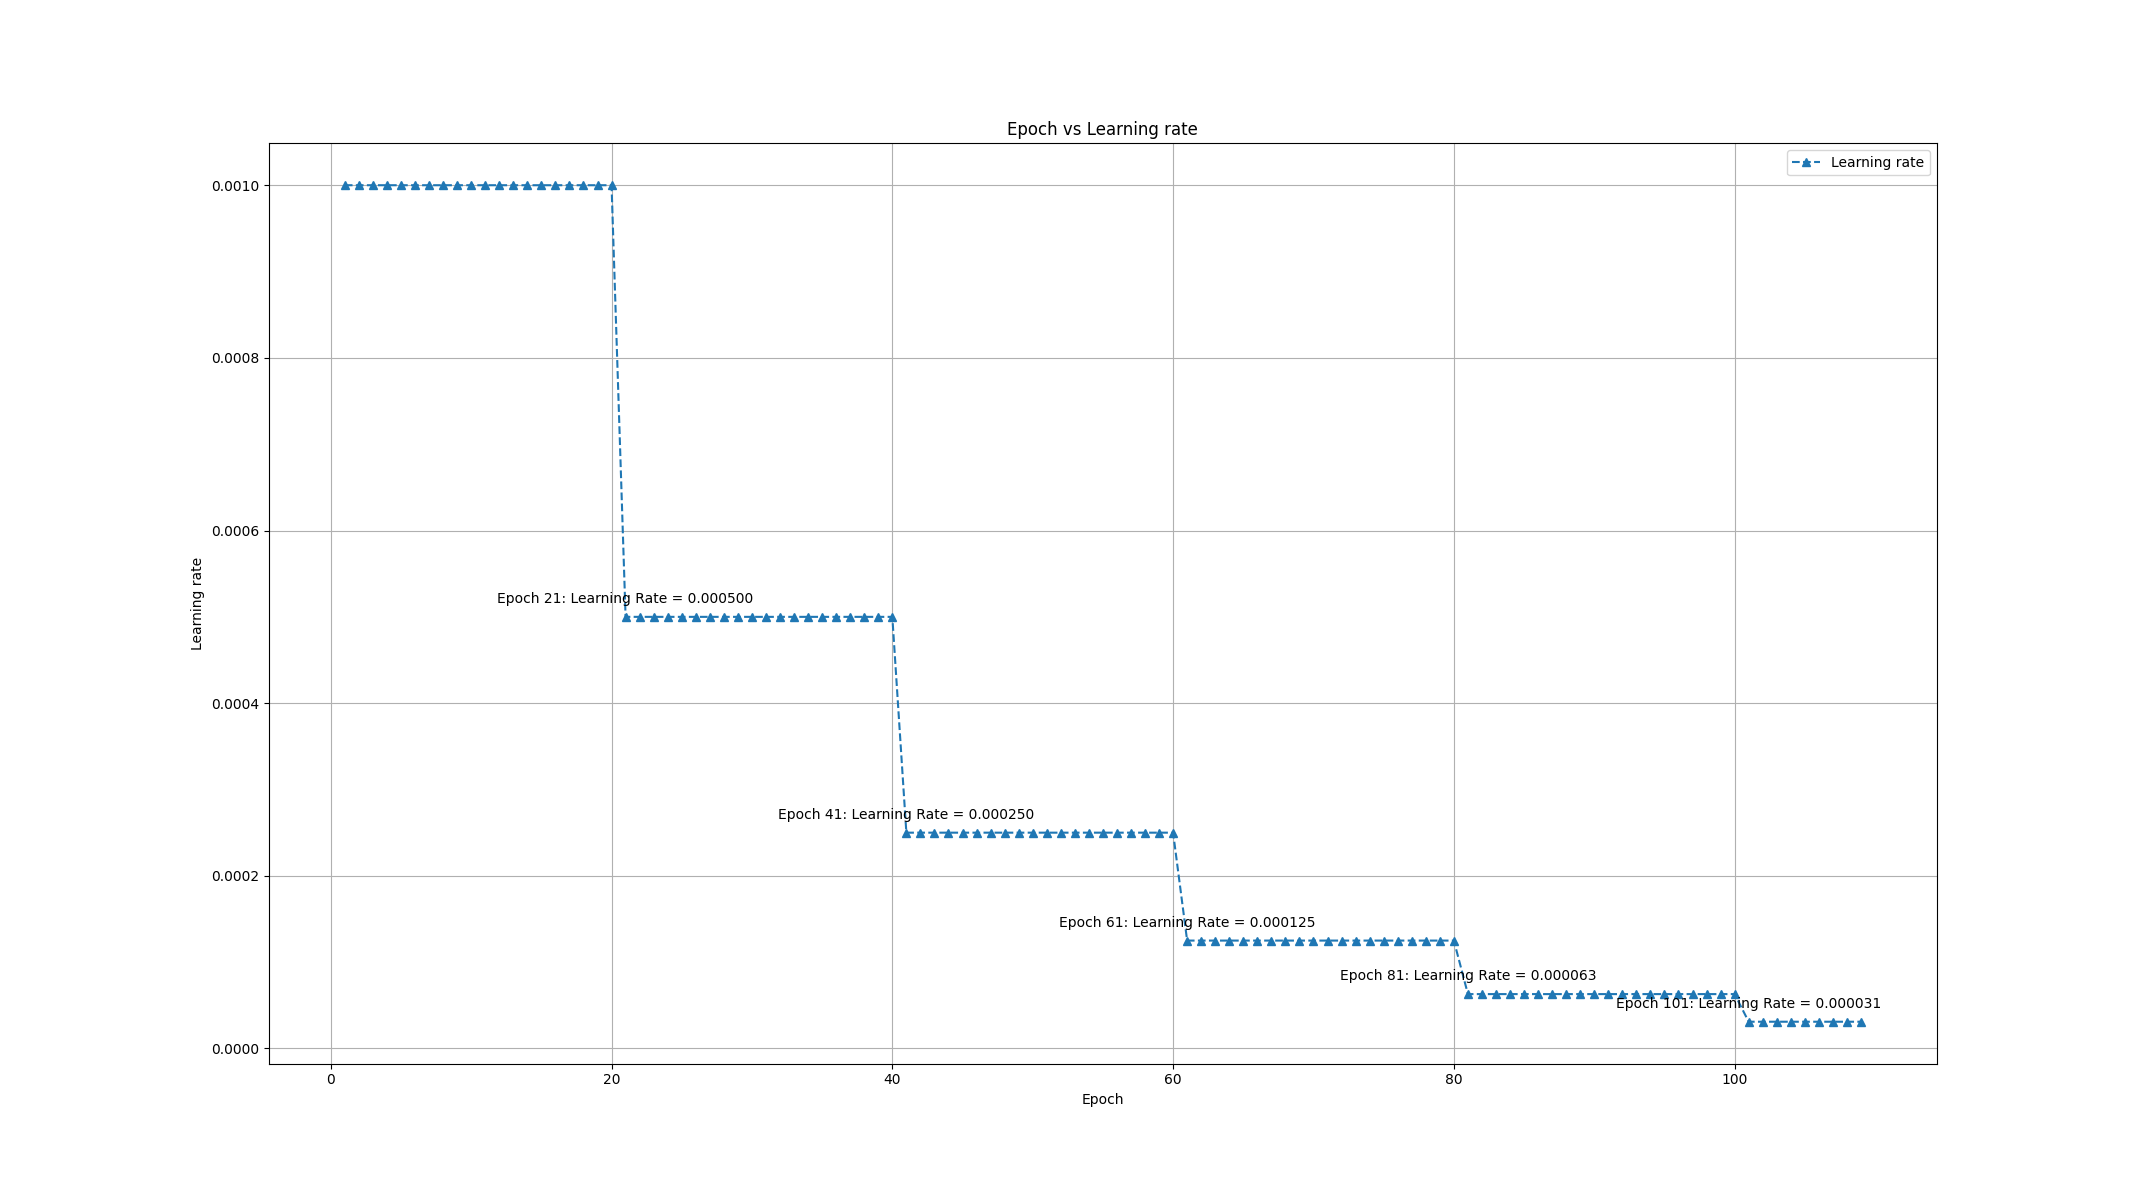 Epoch vs Learning rate
Learning rate
0.0010
0.0008
0.0006
0.0004
0.0002
0.0000
Learning rate
Epoch 21: Learning Rate = 0.000500
Epoch 41: Learning Rate = 0.000250
Epoch 61: Learning Rate = 0.000125
Epoch 81: Learning Rate = 0.000063
Epoch 101: Learning Rate = 0.000031
0 20 40 60 80 100
Epoch